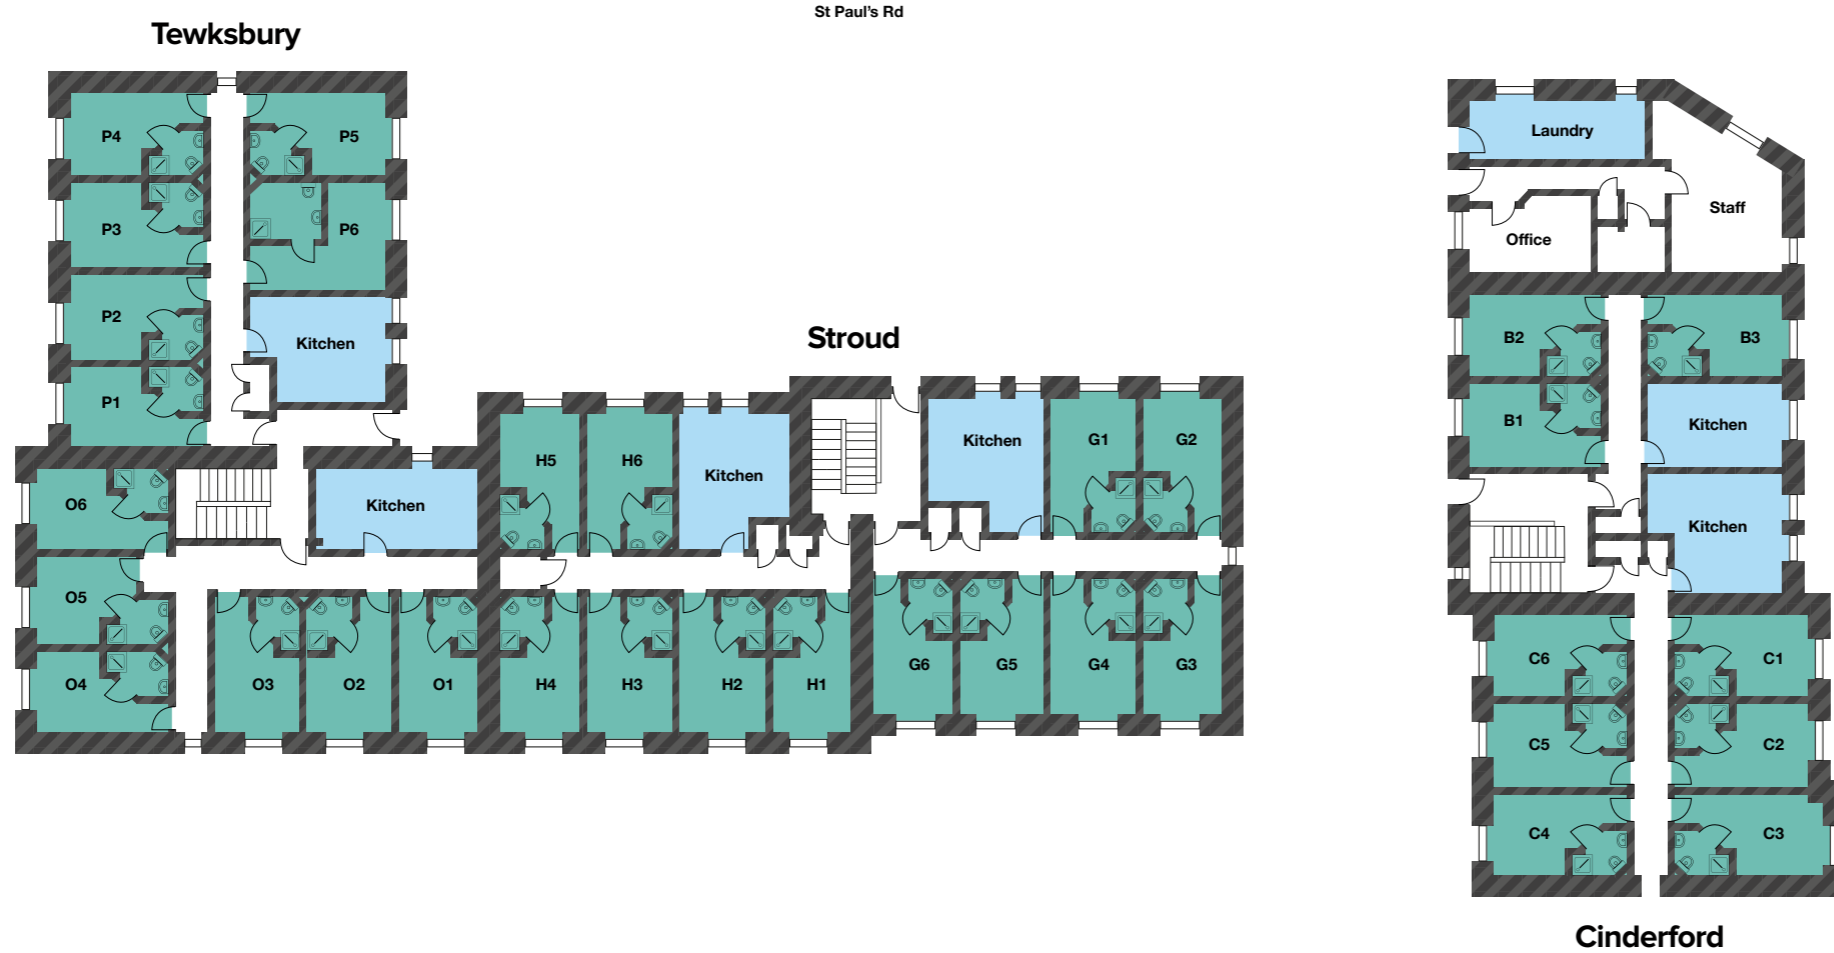 St Paul's Rd
Tewksbury
P4
P5
P3
P6
P2
Kitchen
P1
O6
Kitchen
O5
O4
O3
O2
O1
Stroud
H5
H6
Kitchen
Kitchen
G1
G2
H4
H3
H2
H1
G6
G5
G4
G3
Laundry
Staff
Office
B2
B3
B1
Kitchen
Kitchen
C6
C1
C5
C2
C4
C3
Cinderford